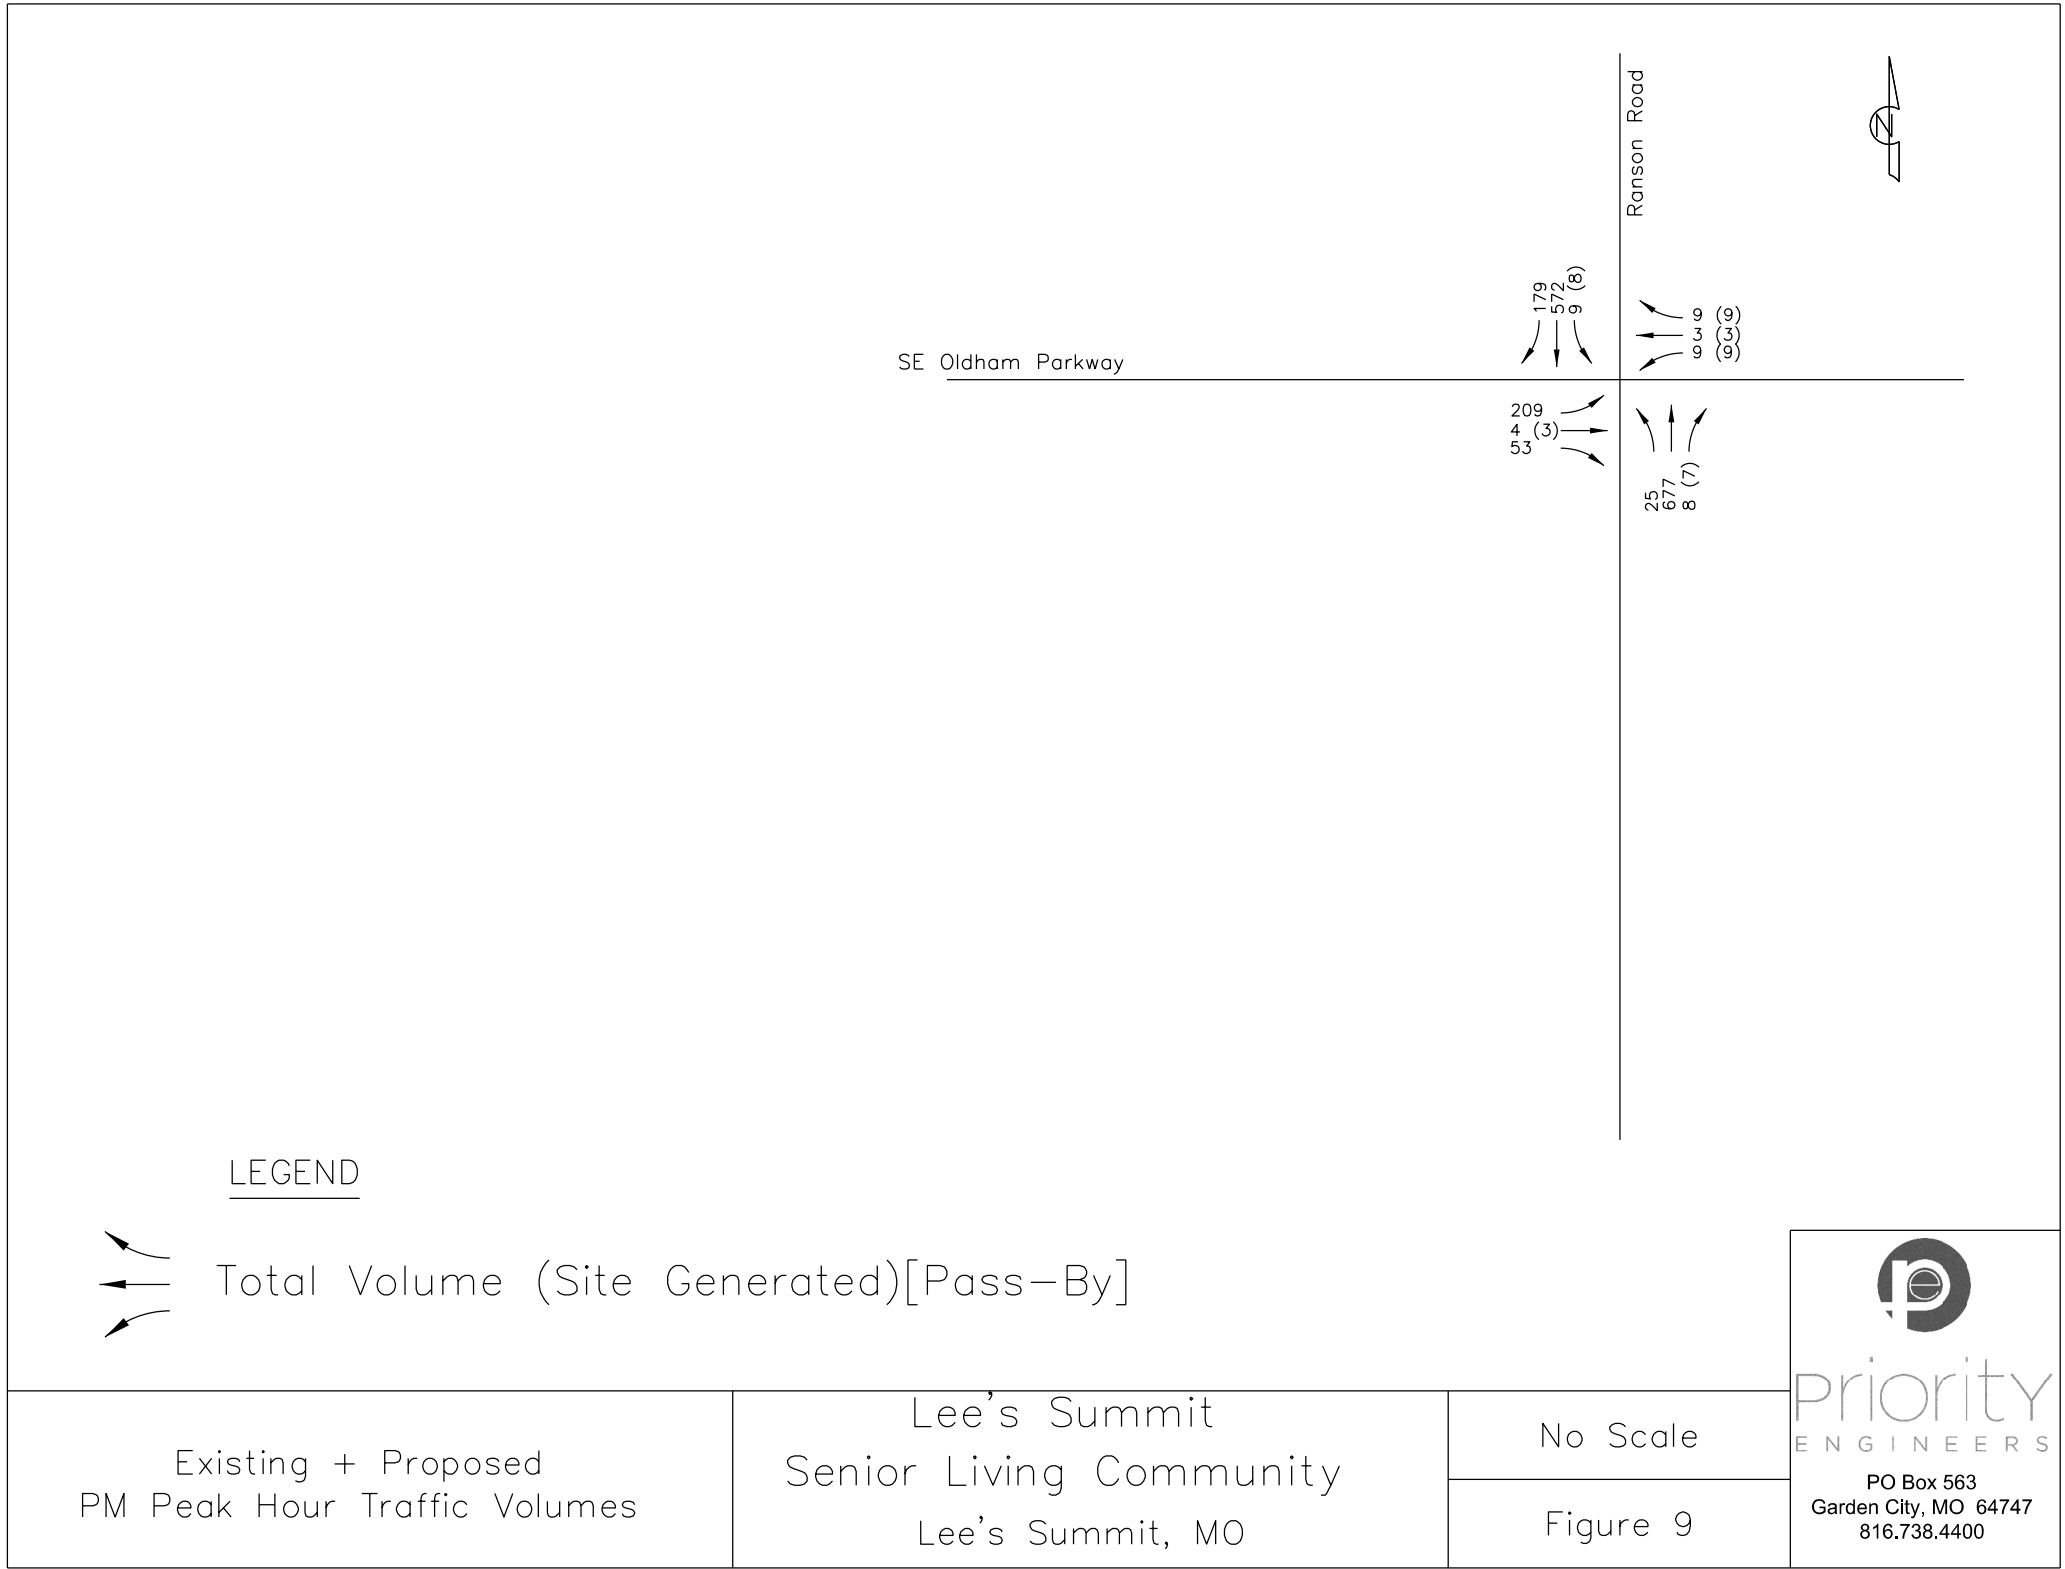 Ranson Road
N
179
572
9 (8)
9 (9)
3 (3)
9 (9)
SE Oldham Parkway
209
4 (3)
53
25
677
8 (7)
LEGEND
Total Volume (Site Generated)[Pass-By]
Existing + Proposed
PM Peak Hour Traffic Volumes
Lee's Summit
Senior Living Community
Lee's Summit, MO
No Scale
Figure 9
pe
priority
ENGINEERS
PO Box 563
Garden City, MO 64747
816.738.4400